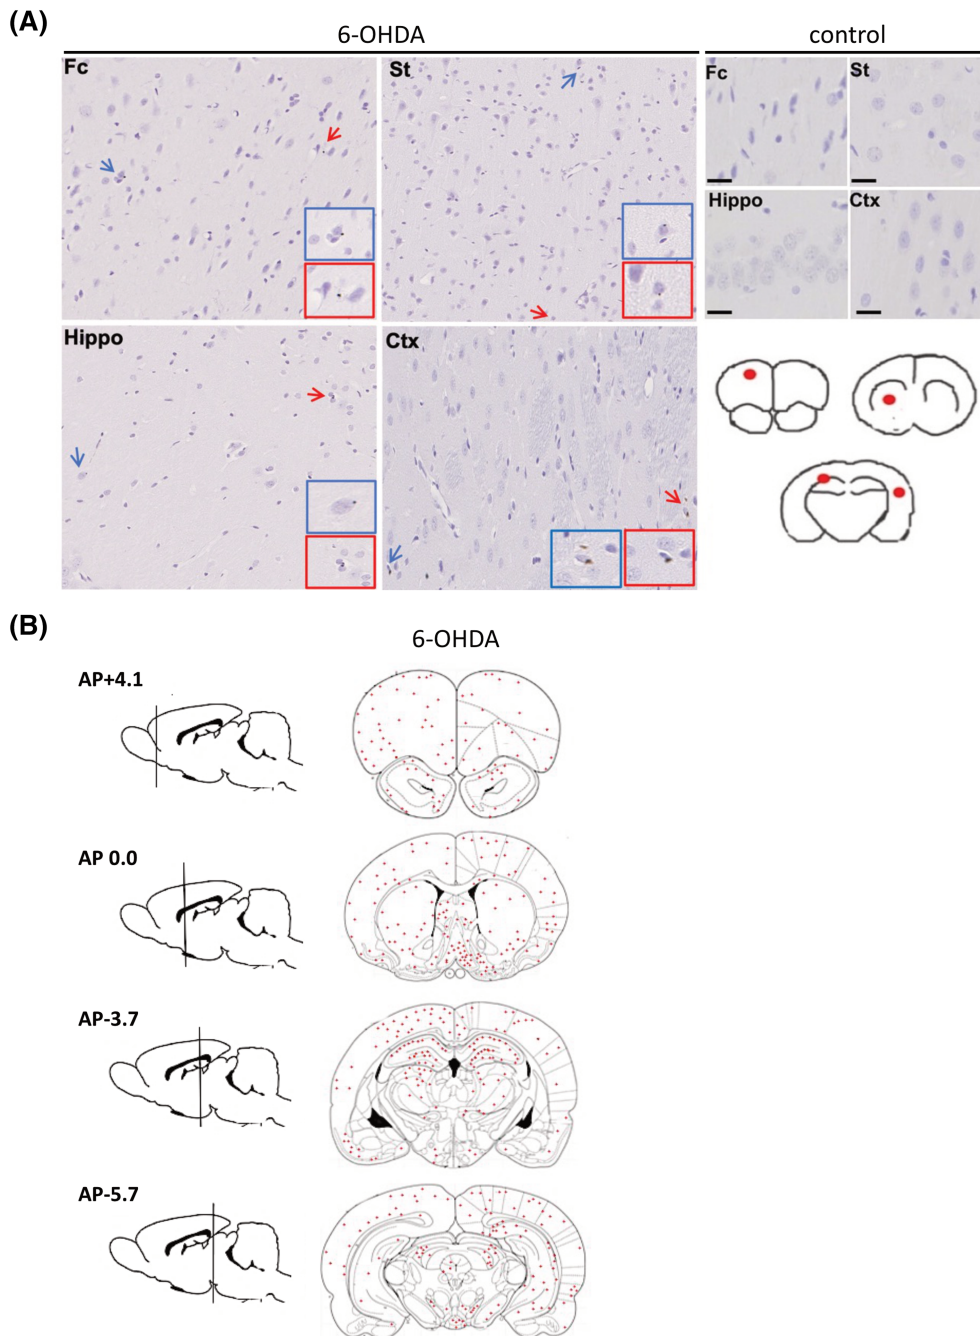 (A)
6-OHDA
control
Fc
St
Fc
St
Hippo
Ctx
Hippo
Ctx
(B)
6-OHDA
AP+4.1
AP 0.0
AP-3.7
AP-5.7